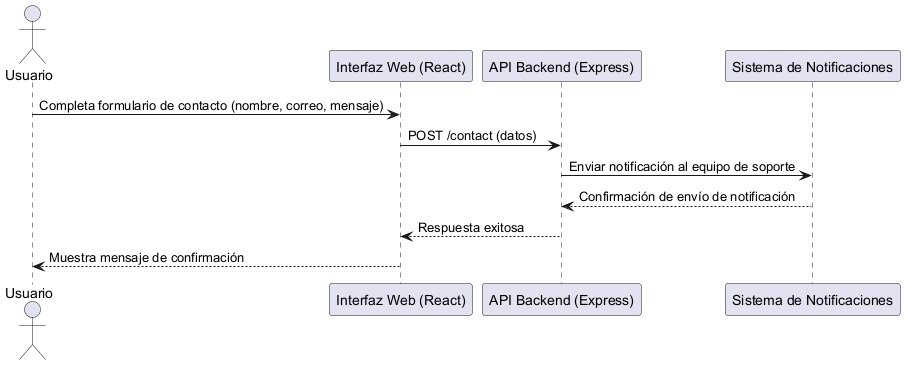 Usuario
Interfaz Web (React)
API Backend (Express)
Sistema de Notificaciones
Completa formulario de contacto (nombre, correo, mensaje)
POST /contact (datos)
Enviar notificación al equipo de soporte
Confirmación de envío de notificación
Respuesta exitosa
Muestra mensaje de confirmación
Usuario
Interfaz Web (React)
API Backend (Express)
Sistema de Notificaciones